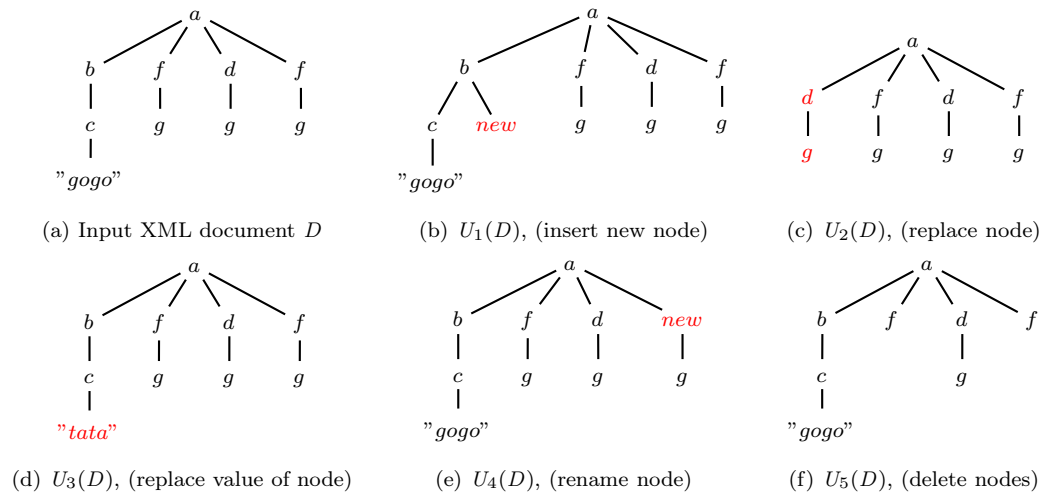 a
b f d f
c g g g
"gogo"
(a) Input XML document D
a
b f d f
c new g g g
"gogo"
(b) U1(D), (insert new node)
a
d f d f
g g g g
(c) U2(D), (replace node)
a
b f d f
c g g g
"tata"
(d) U3(D), (replace value of node)
a
b f d new
c g g g
"gogo"
(e) U4(D), (rename node)
a
b f d f
c g
"gogo"
(f) U5(D), (delete nodes)